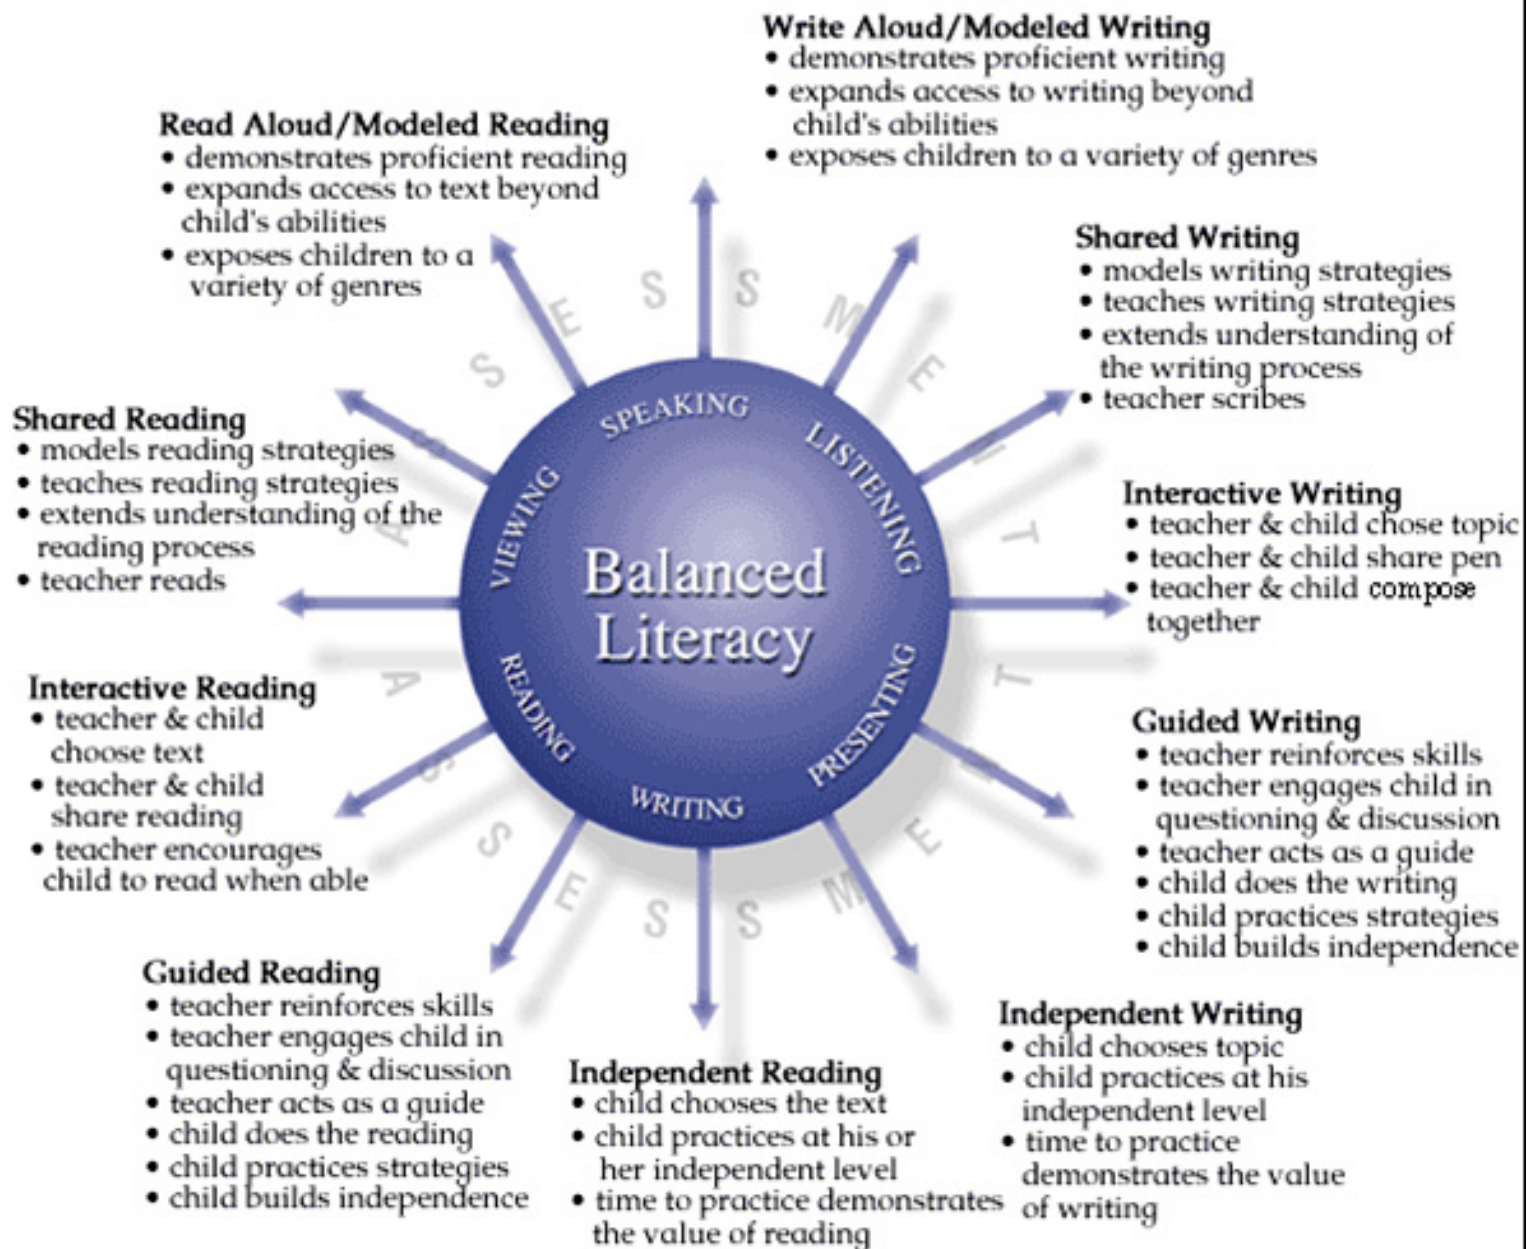 Write Aloud/Modeled Writing
• demonstrates proficient writing
• expands access to writing beyond
child's abilities
• exposes children to a variety of genres
Read Aloud/Modeled Reading
• demonstrates proficient reading
• expands access to text beyond
child's abilities
• exposes children to a
variety of genres
Shared Writing
• models writing strategies
• teaches writing strategies
• extends understanding of
the writing process
• teacher scribes
Shared Reading
• models reading strategies
• teaches reading strategies
• extends understanding of the
reading process
• teacher reads
Interactive Writing
• teacher & child chose topic
• teacher & child share pen
• teacher & child compose
together
ASSESSMENT
SPEAKING
LISTENING
VIEWING
Balanced
Literacy
READING
WRITING
PRESENTING
ASSESSMENT
Interactive Reading
• teacher & child
choose text
• teacher & child
share reading
• teacher encourages
child to read when able
Guided Writing
• teacher reinforces skills
• teacher engages child in
questioning & discussion
• teacher acts as a guide
• child does the writing
• child practices strategies
• child builds independence
Guided Reading
• teacher reinforces skills
• teacher engages child in
questioning & discussion
• teacher acts as a guide
• child does the reading
• child practices strategies
• child builds independence
Independent Reading
• child chooses the text
• child practices at his or
her independent level
• time to practice demonstrates
the value of reading
Independent Writing
• child chooses topic
• child practices at his
independent level
• time to practice
demonstrates the value
of writing